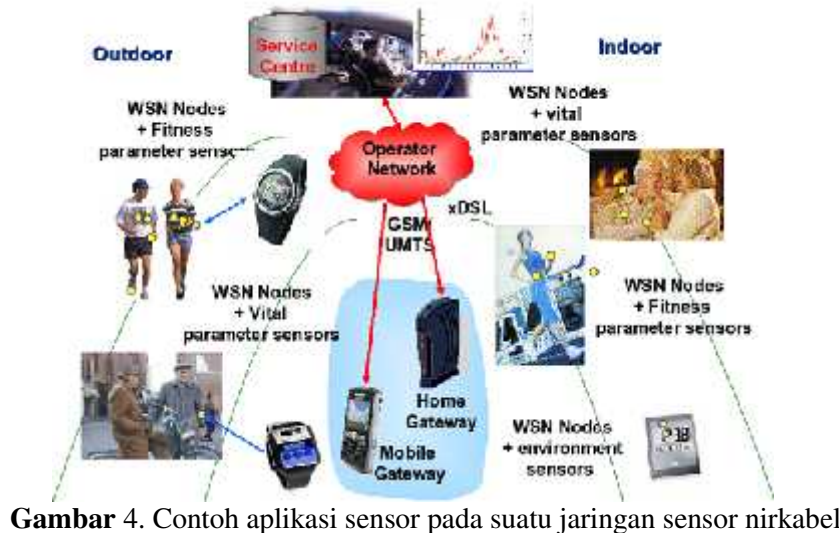 Outdoor
Service
Centre
Indoor
WSN Nodes
+ Fitness
parameter senso
WSN Nodes
+ vital
parameter sensors
Operator
Network
xDSL
GSM
UMTS
WSN Nodes
+ Vital
parameter sensors
WSN Nodes
+ Fitness
parameter sensors
Home
Gateway
Mobile
Gateway
WSN Nodes
+ environment
sensors
Gambar 4. Contoh aplikasi sensor pada suatu jaringan sensor nirkabel